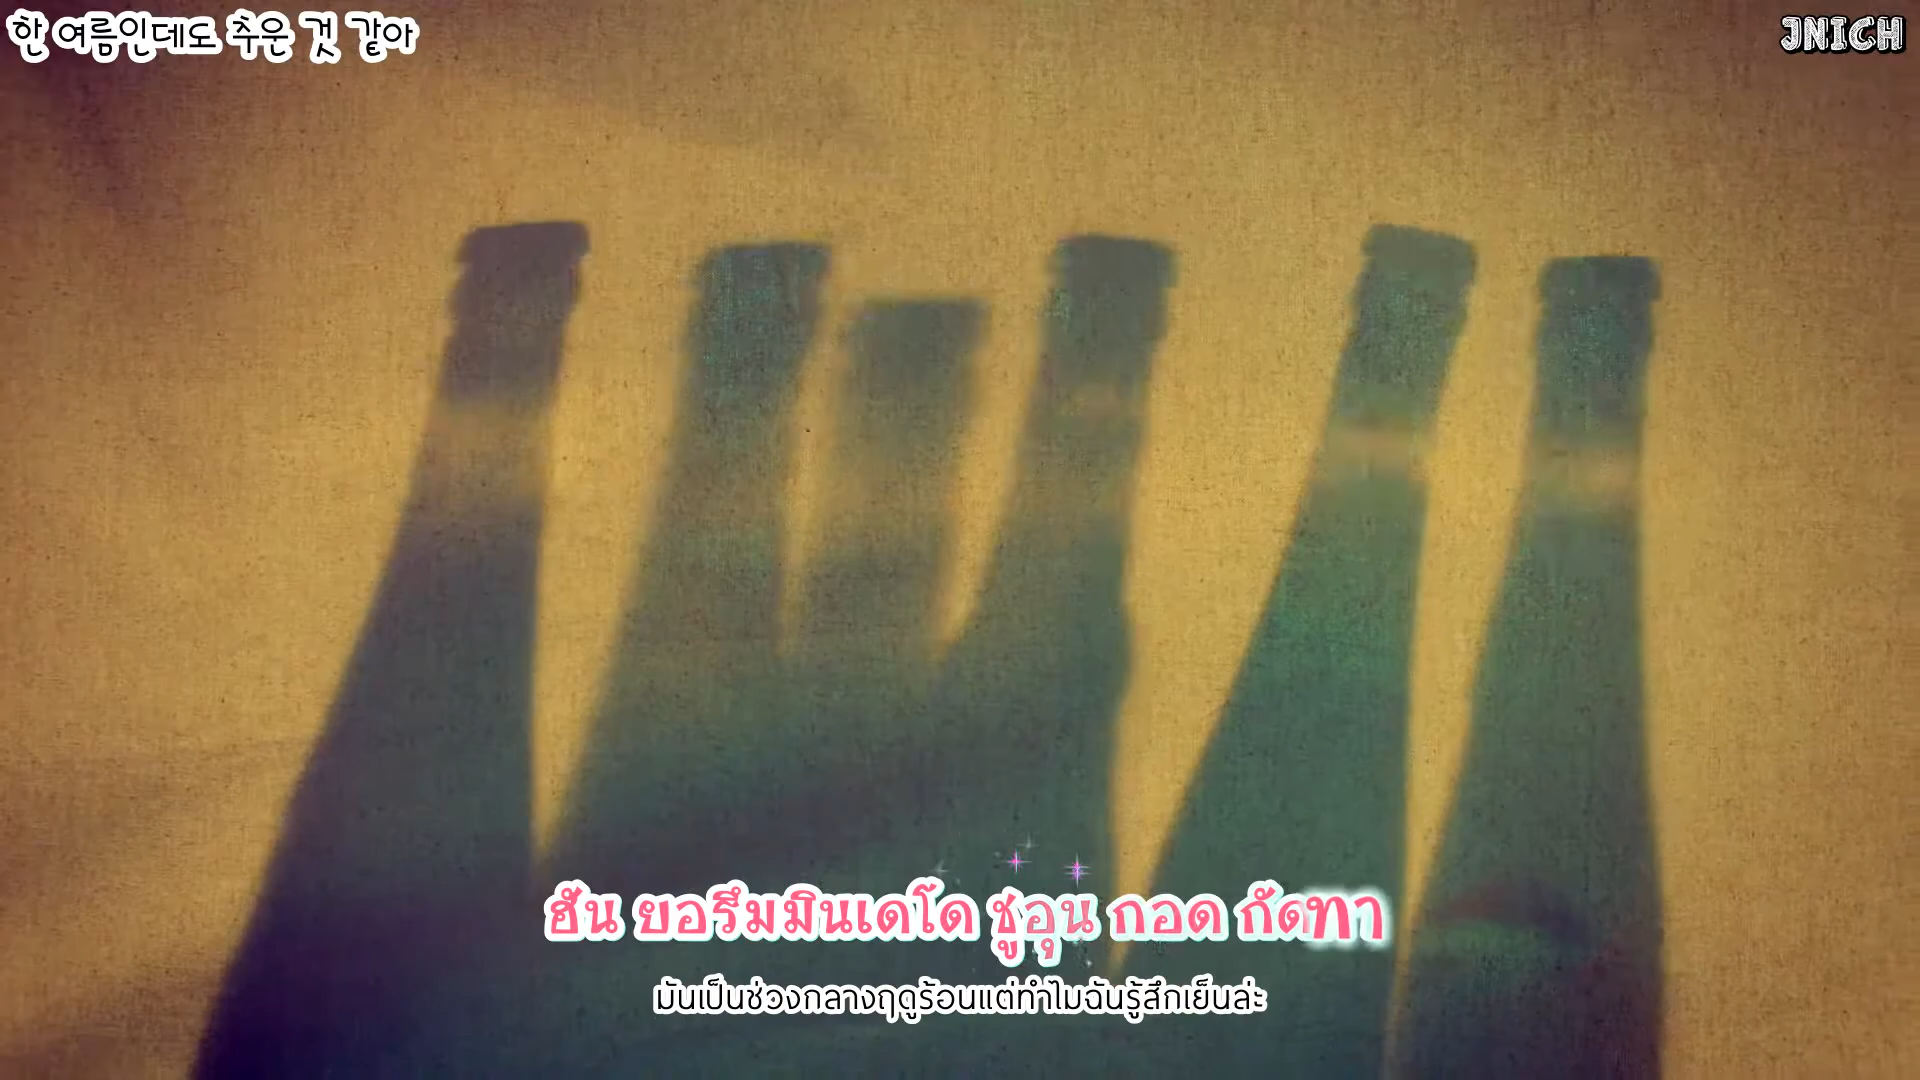 한 여름인데도 추운 것 같아
JNICH
ฮัน ยอรึมมินเดโด ชูอุน กอด กัดทา
มันเป็นช่วงกลางฤดูร้อนแต่ทำไมฉันรู้สึกเย็นล่ะ